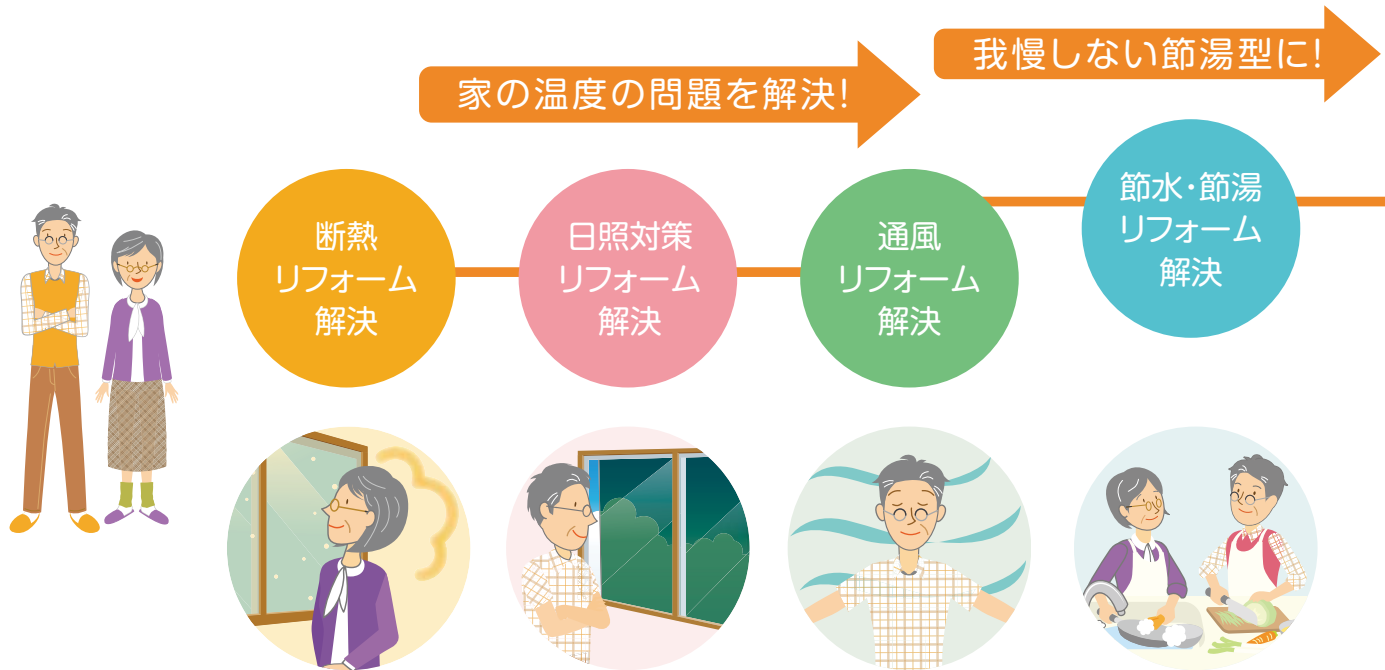 家の温度の問題を解決!
我慢しない節湯型に!
断熱
リフォーム
解決
日照対策
リフォーム
解決
通風
リフォーム
解決
節水・節湯
リフォーム
解決